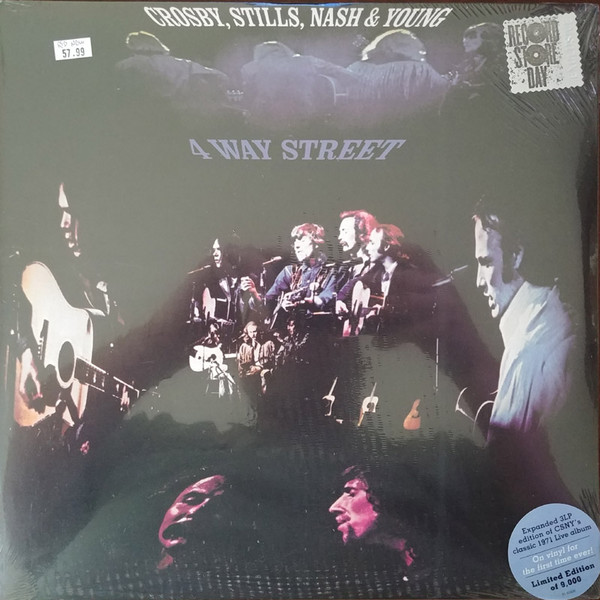 CROSBY, STILLS, NASH & YOUNG
57.99
RECORD
STORE
DAY
4 WAY STREET
Expanded 3LP
edition of CSNY's
classic 1971 Live album
On vinyl for
the first time ever!
Limited Edition
of 9,000